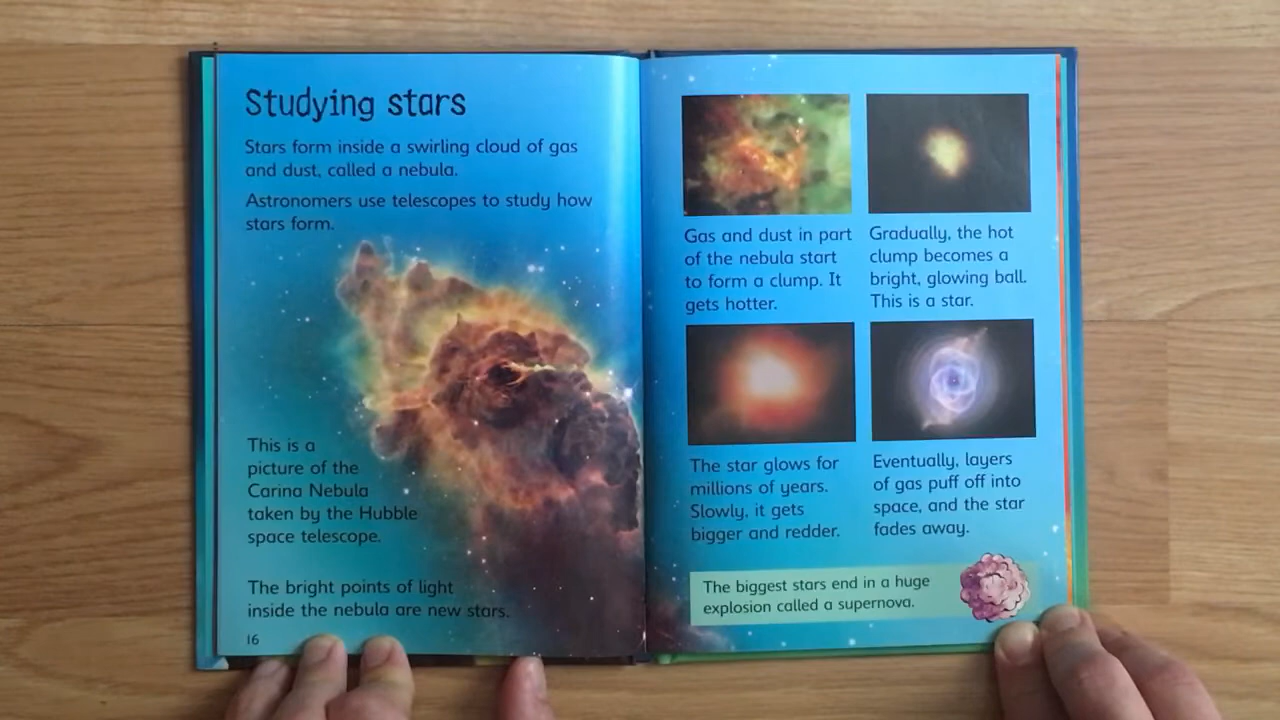 Studying stars
Stars form inside a swirling cloud of gas
and dust, called a nebula.
Astronomers use telescopes to study how
stars form.
This is a
picture of the
Carina Nebula
taken by the Hubble
space telescope.
The bright points of light
inside the nebula are new stars.
16
Gas and dust in part
of the nebula start
to form a clump. It
gets hotter.
Gradually, the hot
clump becomes a
bright, glowing ball.
This is a star.
The star glows for
millions of years.
Slowly, it gets
bigger and redder.
Eventually, layers
of gas puff off into
space, and the star
fades away.
The biggest stars end in a huge
explosion called a supernova.